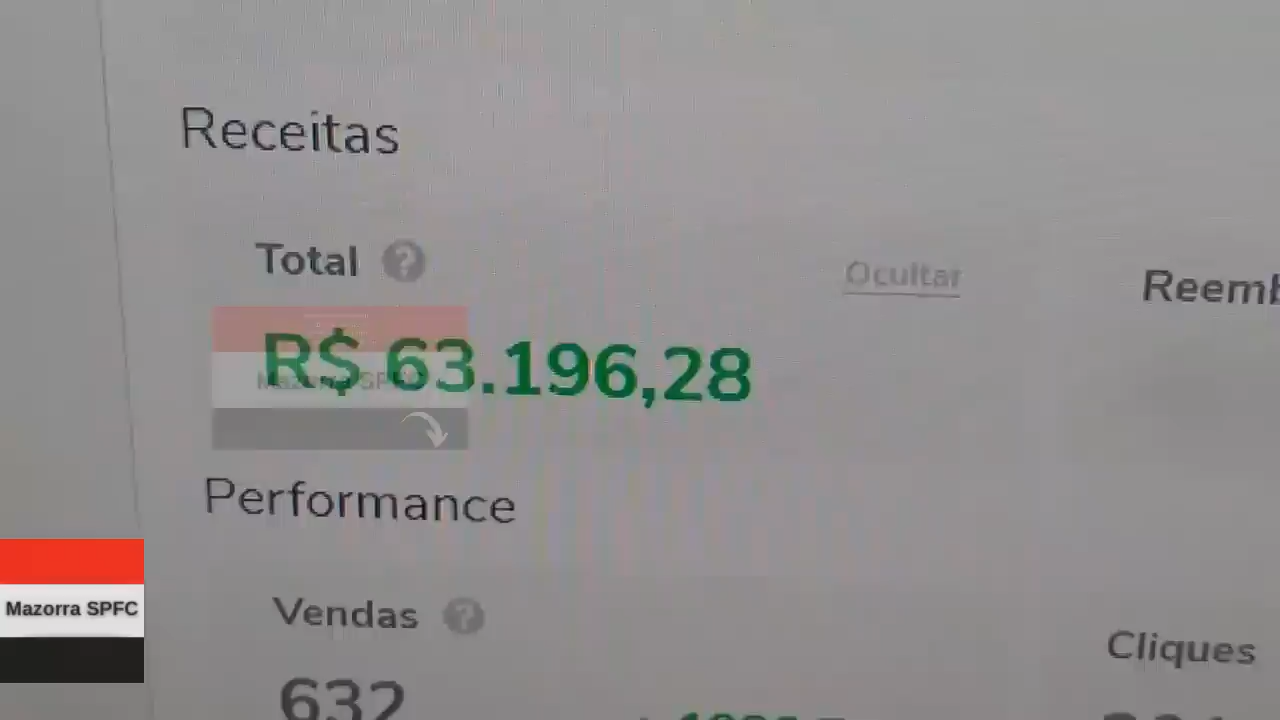 Receitas
Total ?
Ocultar
Reemb
R$ 63.196,28
Mazorra SPFC
Performance
Vendas ?
Cliques
632
Mazorra SPFC